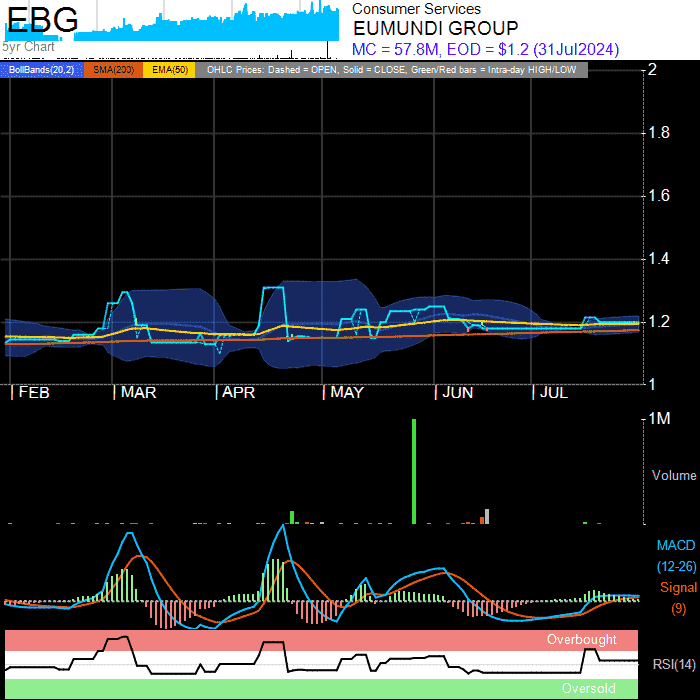 EBG
5yr Chart
Consumer Services
EUMUNDI GROUP
MC = 57.8M, EOD = $1.2 (31Jul2024)
BollBands(20,2) SMA(200) EMA(50) OHLC Prices: Dashed = OPEN, Solid = CLOSE, Green/Red bars = Intra-day HIGH/LOW
2
1.8
1.6
1.4
1.2
1
FEB MAR APR MAY JUN JUL
1M
Volume
MACD
(12-26)
Signal
(9)
Overbought
RSI(14)
Oversold